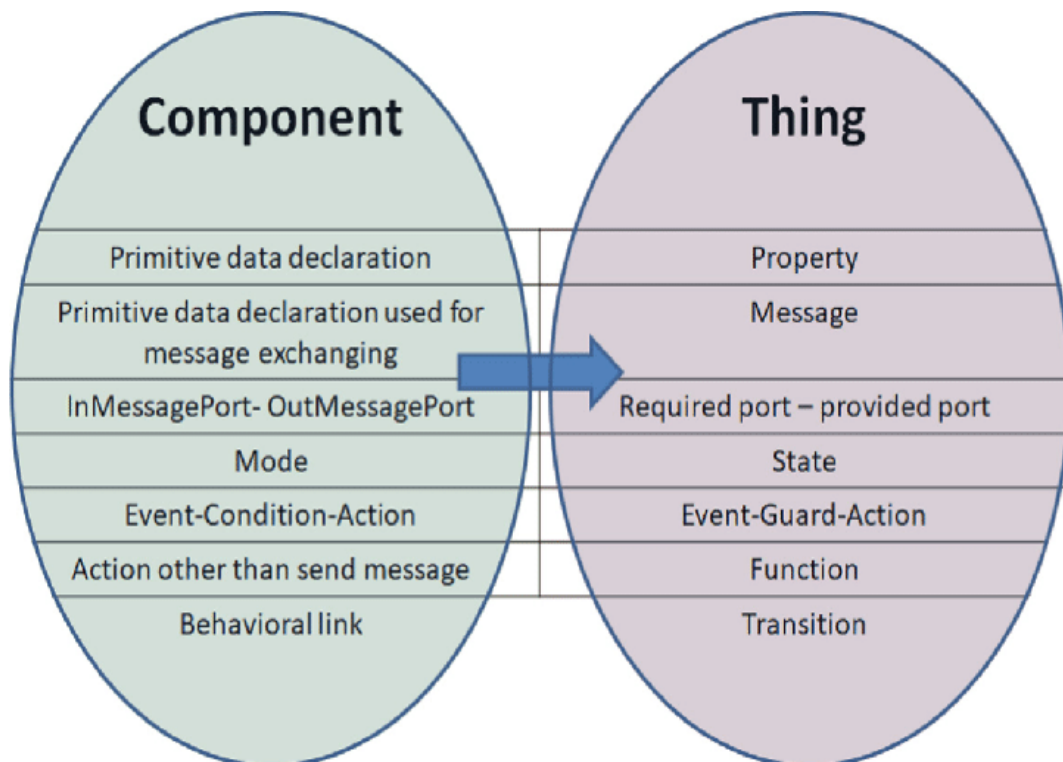 Component Thing
Primitive data declaration Property
Primitive data declaration used for Message
message exchanging
InMessagePort- OutMessagePort Required port – provided port
Mode State
Event-Condition-Action Event-Guard-Action
Action other than send message Function
Behavioral link Transition